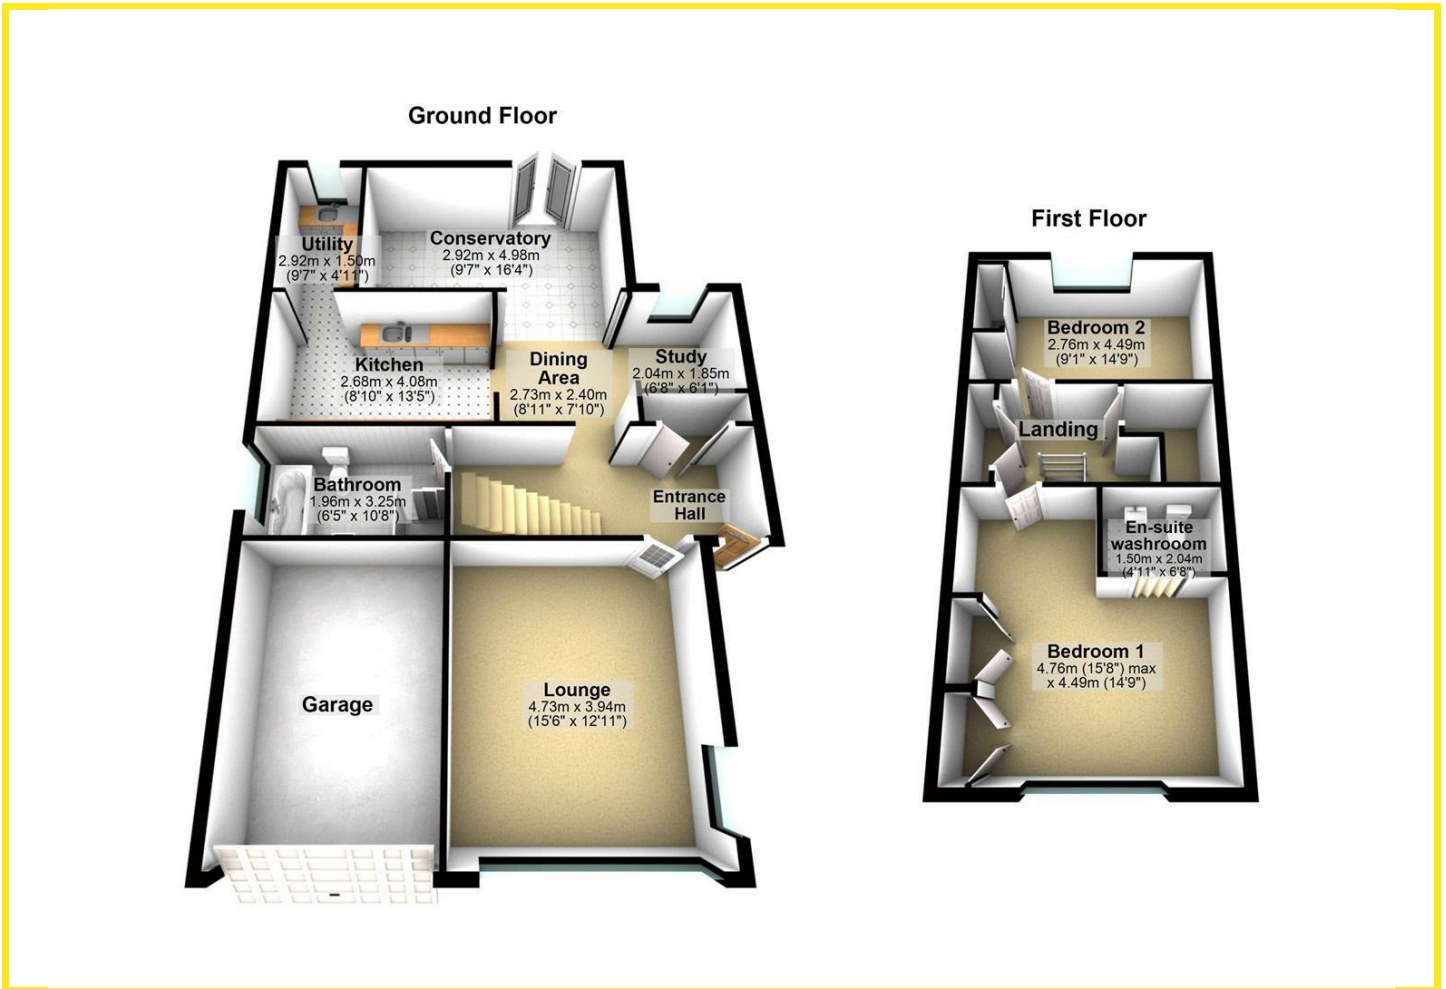 Ground Floor
Utility
2.92m x 1.50m
(9'7" x 4'11")
Conservatory
2.92m x 4.98m
(9'7" x 16'4")
Kitchen
2.68m x 4.08m
(8'10" x 13'5")
Dining
Area
2.73m x 2.40m
(8'11" x 7'10")
Study
2.04m x 1.85m
(6'8" x 6'1")
Bathroom
1.96m x 3.25m
(6'5" x 10'8")
Entrance
Hall
Garage
Lounge
4.73m x 3.94m
(15'6" x 12'11")
First Floor
Bedroom 2
2.76m x 4.49m
(9'1" x 14'9")
Landing
En-suite
washrooom
1.50m x 2.04m
(4'11" x 6'8")
Bedroom 1
4.76m (15'8") max
x 4.49m (14'9")